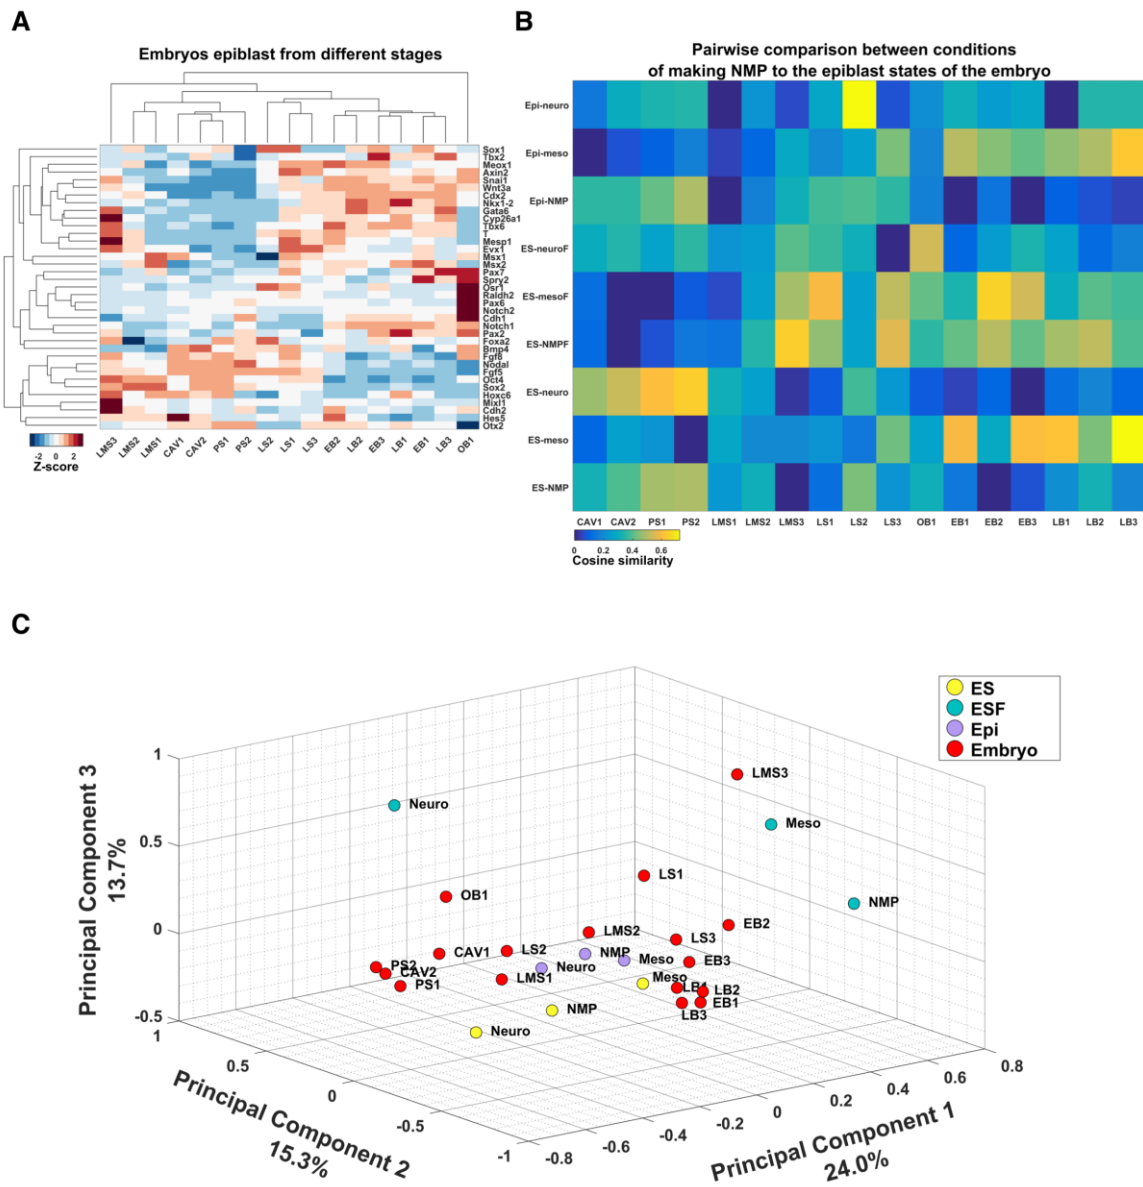 A
Embryos epiblast from different stages
Sox1
Tbx2
Meox1
Axin2
Snai1
Wnt3a
Cdx2
Nkx1-2
Gata6
Cyp26a1
Tbx6
T
Mesp1
Evx1
Msx1
Msx2
Pax7
Spry2
Osr1
Raldh2
Pax6
Notch2
Cdh1
Notch1
Pax2
Foxa2
Bmp4
Fgf8
Nodal
Fgf5
Oct4
Sox2
Hoxc6
Mixl1
Cdh2
Hes5
Otx2
LMS3 LMS2 LMS1 CAV1 CAV2 PS1 PS2 LS2 LS1 LS3 EB2 LB2 EB3 LB1 EB1 LB3 OB1
-2 0 2
Z-score
B
Pairwise comparison between conditions
of making NMP to the epiblast states of the embryo
Epi-neuro
Epi-meso
Epi-NMP
ES-neuroF
ES-mesoF
ES-NMPF
ES-neuro
ES-meso
ES-NMP
CAV1 CAV2 PS1 PS2 LMS1 LMS2 LMS3 LS1 LS2 LS3 OB1 EB1 EB2 EB3 LB1 LB2 LB3
0 0.2 0.4 0.6
Cosine similarity
C
ES
ESF
Epi
Embryo
Principal Component 3
13.7%
1
0.5
0
-0.5
LMS3
Neuro
Meso
LS1
OB1
NMP
EB2
LMS2
LS3
CAV1
LS2
NMP
Meso
EB3
PS2
CAV2
PS1
LMS1
Neuro
Meso
LB1
LB2
EB1
LB3
NMP
Neuro
1
0.5
0
-0.5
-1
Principal Component 2
15.3%
-0.8 -0.6 -0.4 -0.2 0 0.2 0.4 0.6 0.8
Principal Component 1
24.0%